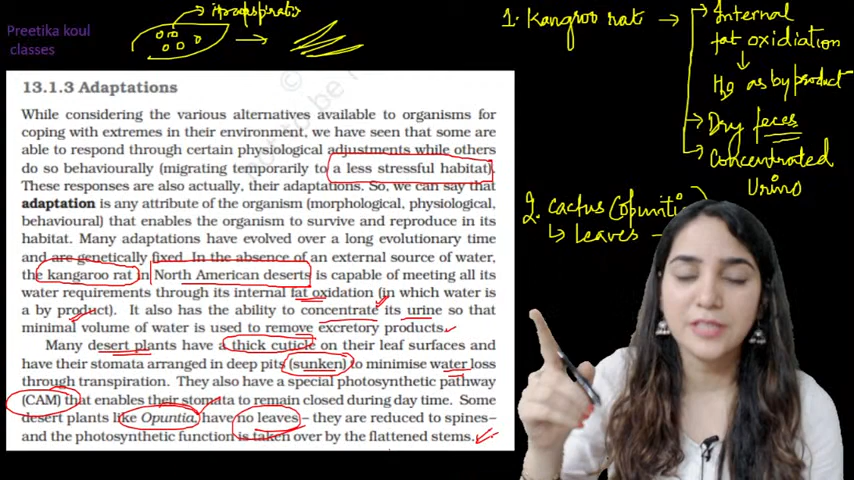 Preetika koul
classes
13.1.3 Adaptations
While considering the various alternatives available to organisms for
coping with extremes in their environment, we have seen that some are
able to respond through certain physiological adjustments while others
do so behaviourally (migrating temporarily to a less stressful habitat).
These responses are also actually, their adaptations. So, we can say that
adaptation is any attribute of the organism (morphological, physiological,
behavioural) that enables the organism to survive and reproduce in its
habitat. Many adaptations have evolved over a long evolutionary time
and are genetically fixed. In the absence of an external source of water,
the kangaroo rat in North American deserts is capable of meeting all its
water requirements through its internal fat oxidation (in which water is
a by product). It also has the ability to concentrate its urine so that
minimal volume of water is used to remove excretory products.
Many desert plants have a thick cuticle on their leaf surfaces and
have their stomata arranged in deep pits (sunken) to minimise water loss
through transpiration. They also have a special photosynthetic pathway
(CAM) that enables their stomata to remain closed during day time. Some
desert plants like Opuntia, have no leaves – they are reduced to spines–
and the photosynthetic function is taken over by the flattened stems.
1. Kangroo rat
Internal
fat oxidiation
H2O as by product
Dry feces
Concentrated
Urine
2. cactus (opunti
leaves